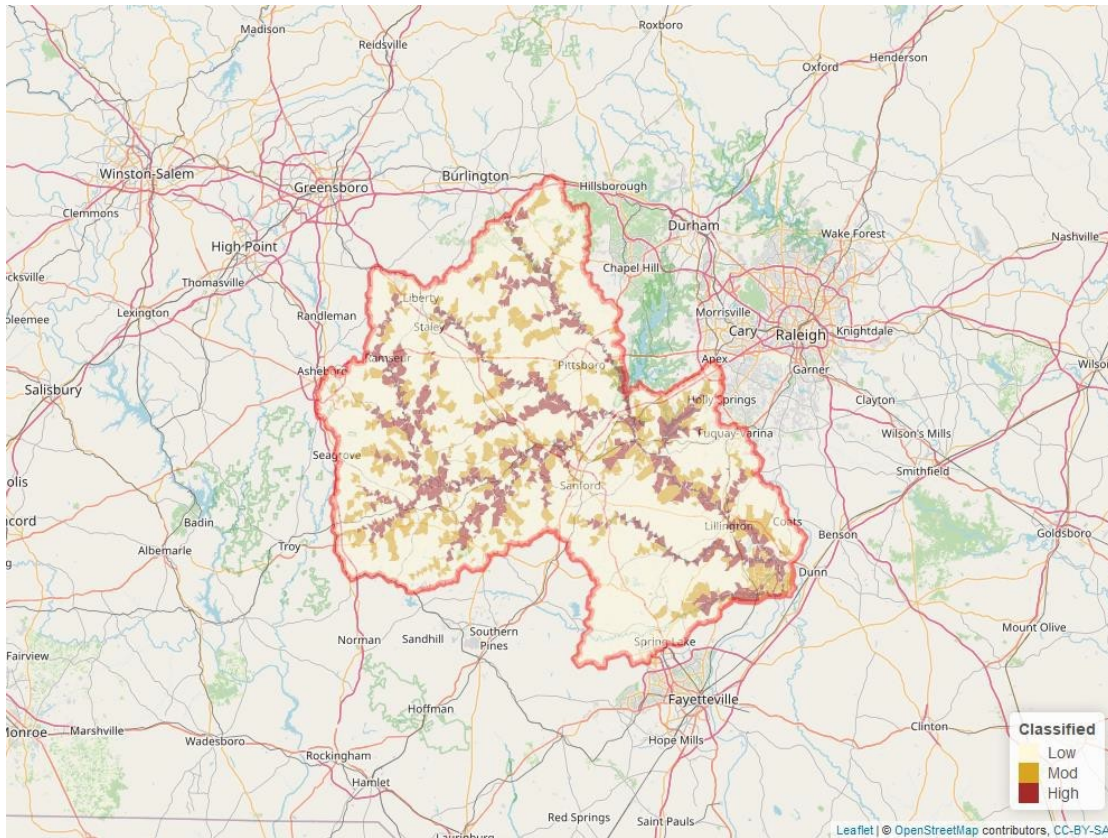 Roxboro
Madison
Reidsville
Henderson
Oxford
Winston-Salem
Burlington
Greensboro
Hillsborough
Clemmons
Durham
Wake Forest
High Point
Nashville
Chapel Hill
Thomasville
Liberty
Lexington
Randleman
Morrisville
Staley
Cary
Raleigh
Knightdale
Ramseur
Pittsboro
Apex
Garner
Salisbury
Holly Springs
Clayton
Fuquay-Varina
Wilson's Mills
Seagrove
Smithfield
Sanford
Badin
Lillington
Coats
Benson
Goldsboro
Albemarle
Troy
Dunn
Mount Olive
Norman
Sandhill
Southern
Pines
Spring Lake
Fairview
Fayetteville
Hoffman
Clinton
Marshville
Wadesboro
Hope Mills
Rockingham
Hamlet
Red Springs
Saint Pauls
Classified
Low
Mod
High
Leaflet | © OpenStreetMap contributors, CC-BY-SA